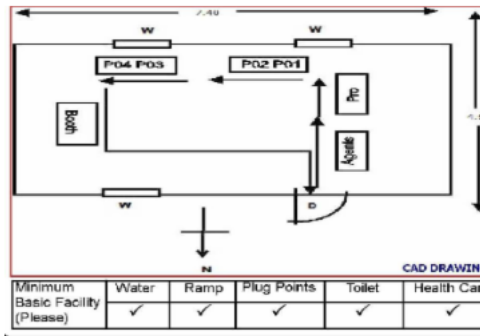 7.40
W W
P04 P03 P02 P01
Pro
Booth
Agents
W D
N
CAD DRAWIN
Minimum Basic Facility (Please) Water Ramp Plug Points Toilet Health Car
✓ ✓ ✓ ✓ ✓